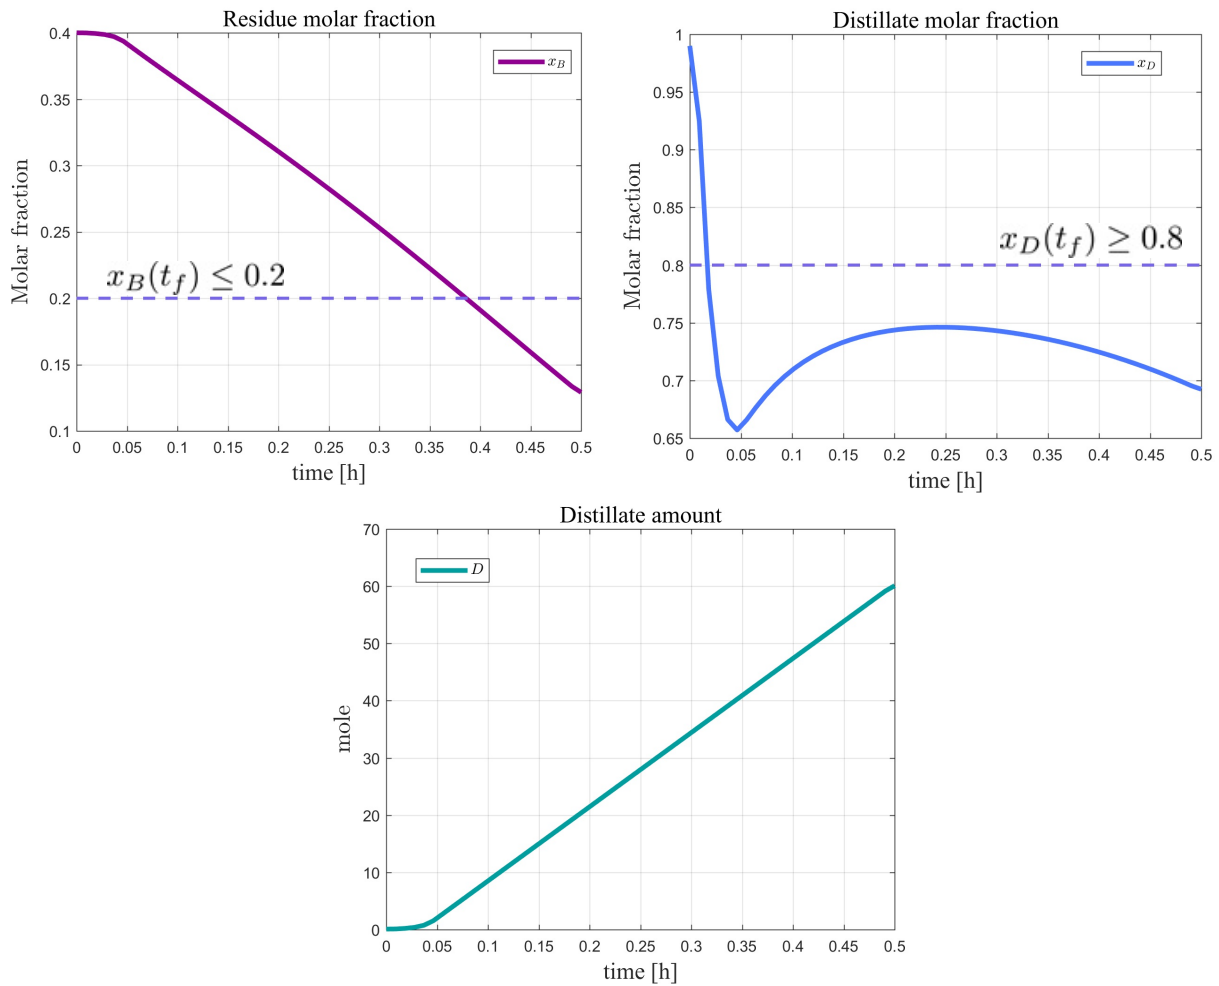 Residue molar fraction
x_B
x_B(t_f) ≤ 0.2
Molar fraction
0.4
0.35
0.3
0.25
0.2
0.15
0.1
0 0.05 0.1 0.15 0.2 0.25 0.3 0.35 0.4 0.45 0.5
time [h]
Distillate molar fraction
x_D
x_D(t_f) ≥ 0.8
Molar fraction
1
0.95
0.9
0.85
0.8
0.75
0.7
0.65
0 0.05 0.1 0.15 0.2 0.25 0.3 0.35 0.4 0.45 0.5
time [h]
Distillate amount
D
mole
70
60
50
40
30
20
10
0
0 0.05 0.1 0.15 0.2 0.25 0.3 0.35 0.4 0.45 0.5
time [h]